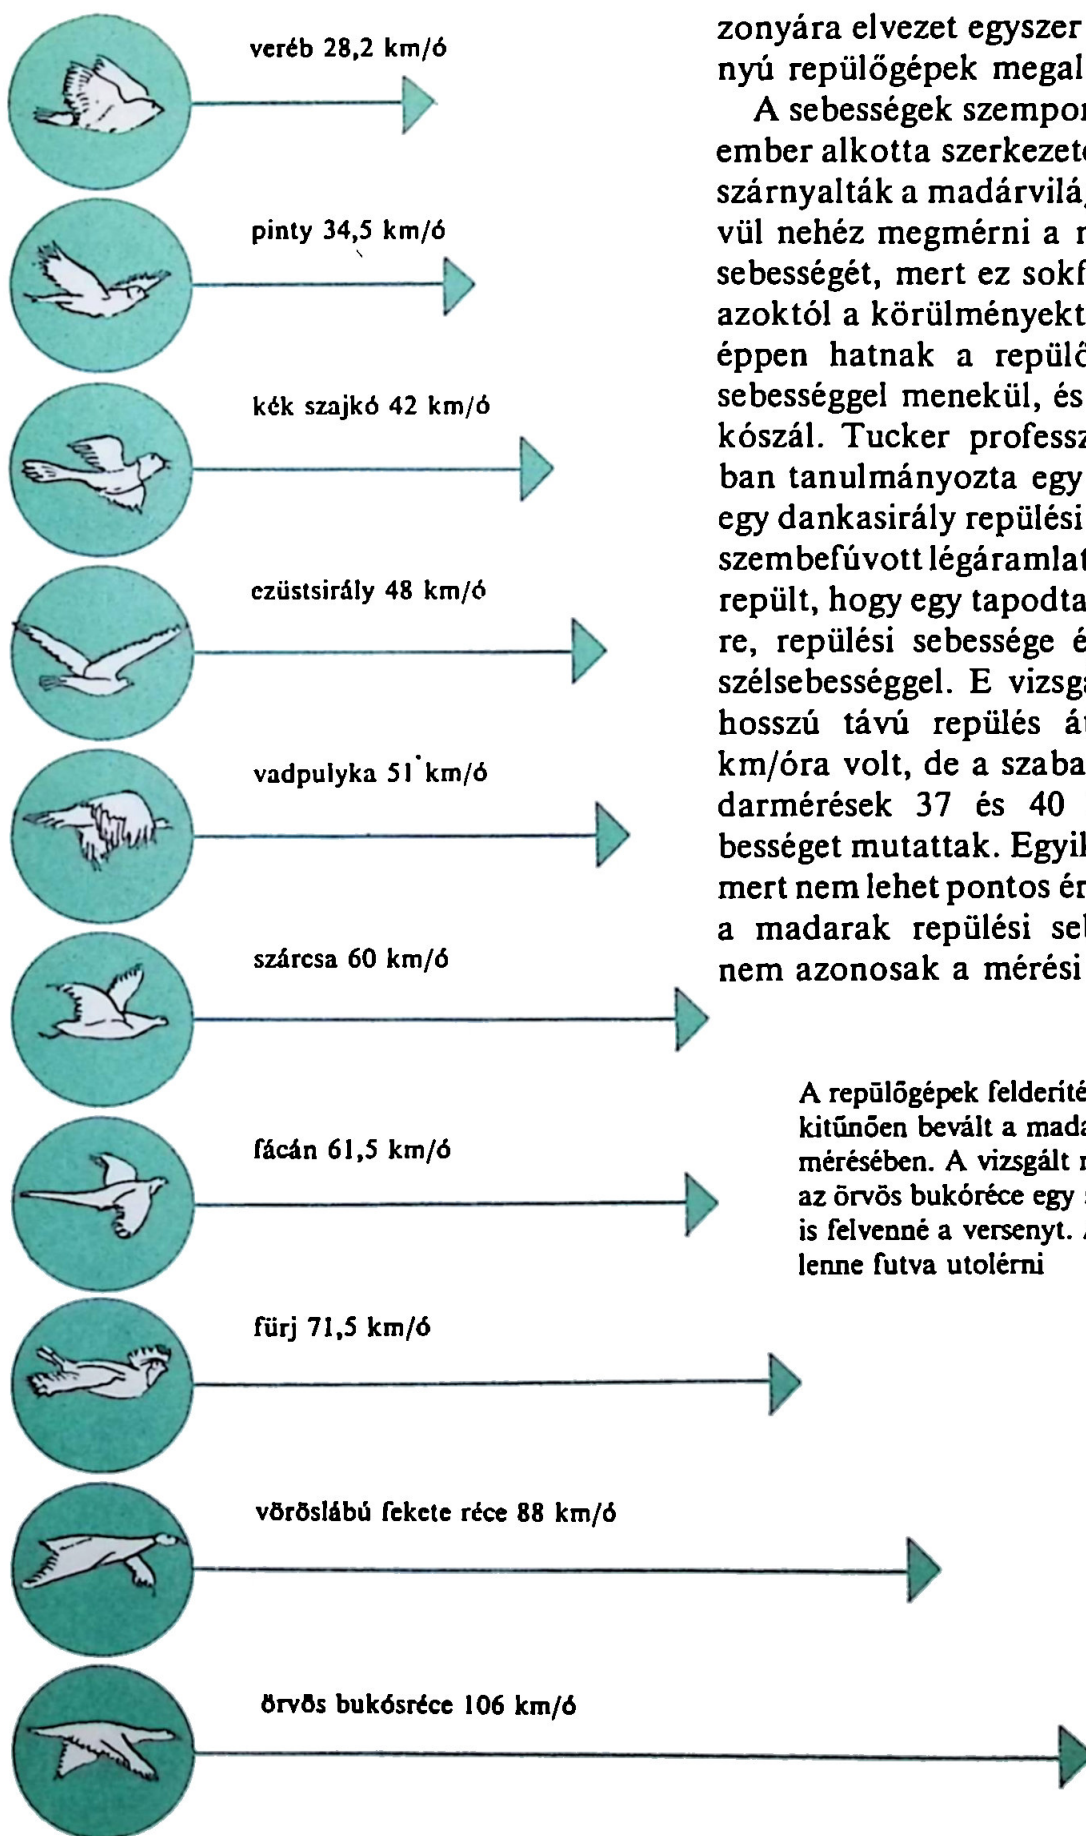 veréb 28,2 km/ó
pinty 34,5 km/ó
kék szajkó 42 km/ó
ezüstsirály 48 km/ó
vadpulyka 51 km/ó
szárcsa 60 km/ó
fácán 61,5 km/ó
fürj 71,5 km/ó
vöröslábú fekete réce 88 km/ó
örvös bukósréce 106 km/ó
zonyára elvezet egyszer
nyú repülőgépek megal
A sebességek szempor
ember alkotta szerkezet
szárnyalták a madárvilág
vül nehéz megmérni a
sebességét, mert ez sokf
azoktól a körülményekt
éppen hatnak a repülő
sebességgel menekül, és
kószál. Tucker professz
ban tanulmányozta egy
egy dankasirály repülési
szembefúvott légáramlat
repült, hogy egy tapodta
re, repülési sebessége é
szélsebességgel. E vizsgá
hosszú távú repülés á
km/óra volt, de a szaba
darmérések 37 és 40
bességet mutattak. Egyik
mert nem lehet pontos ér
a madarak repülési se
nem azonosak a mérési
A repülőgépek felderíté
kitűnően bevált a mada
mérésében. A vizsgált
az örvös bukóréce egy
is felvenné a versenyt.
lenne futva utolérni